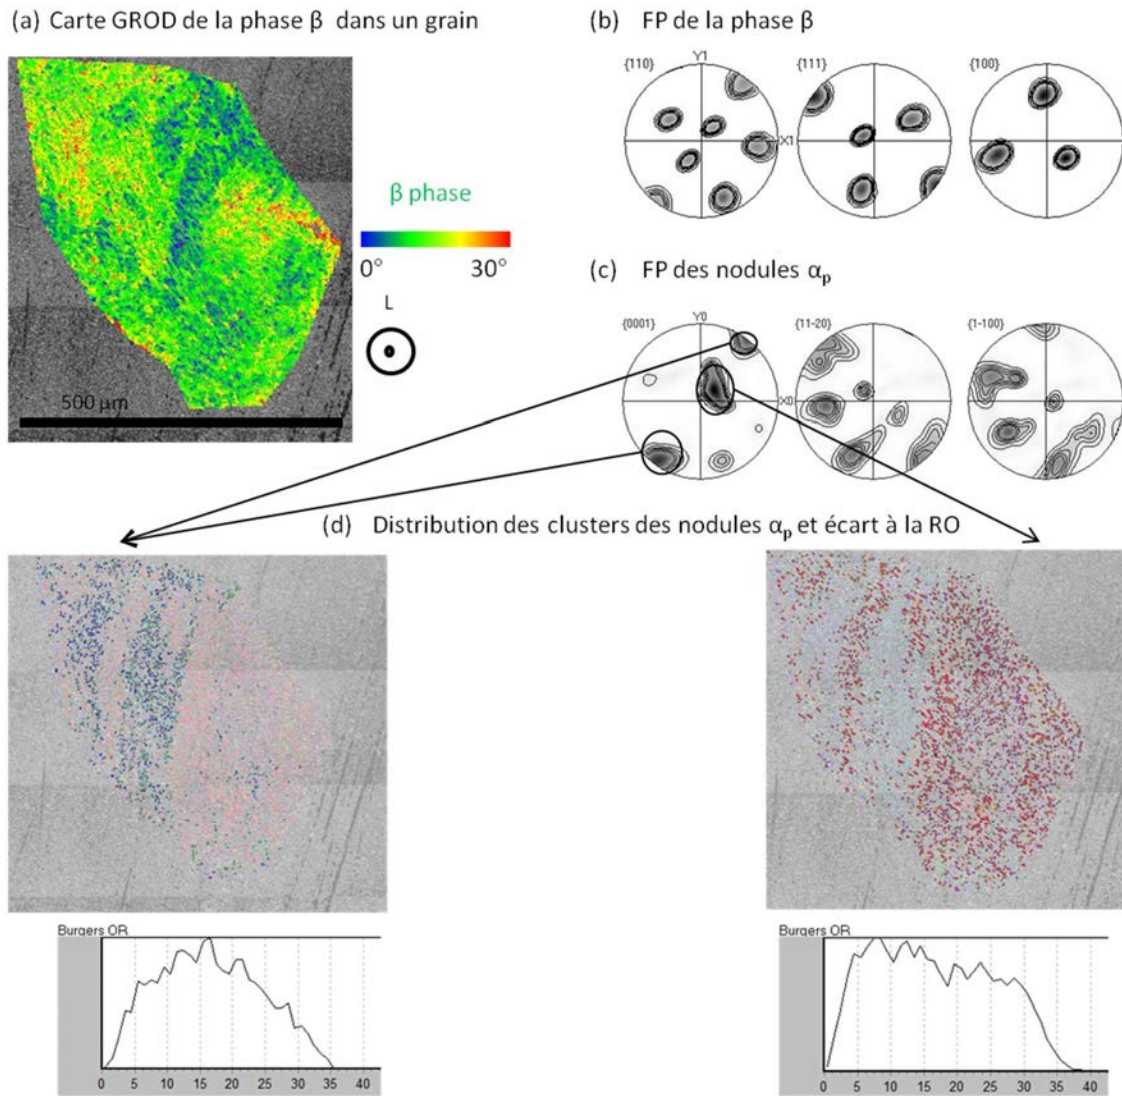 (a) Carte GROD de la phase β dans un grain
(b) FP de la phase β
{110}
Y1
{111}
{100}
X1
β phase
0° 30°
L
500 µm
(c) FP des nodules αp
{0001}
Y0
{11-20}
{1-100}
X0
(d) Distribution des clusters des nodules αp et écart à la RO
Burgers OR
0 5 10 15 20 25 30 35 40
Burgers OR
0 5 10 15 20 25 30 35 40